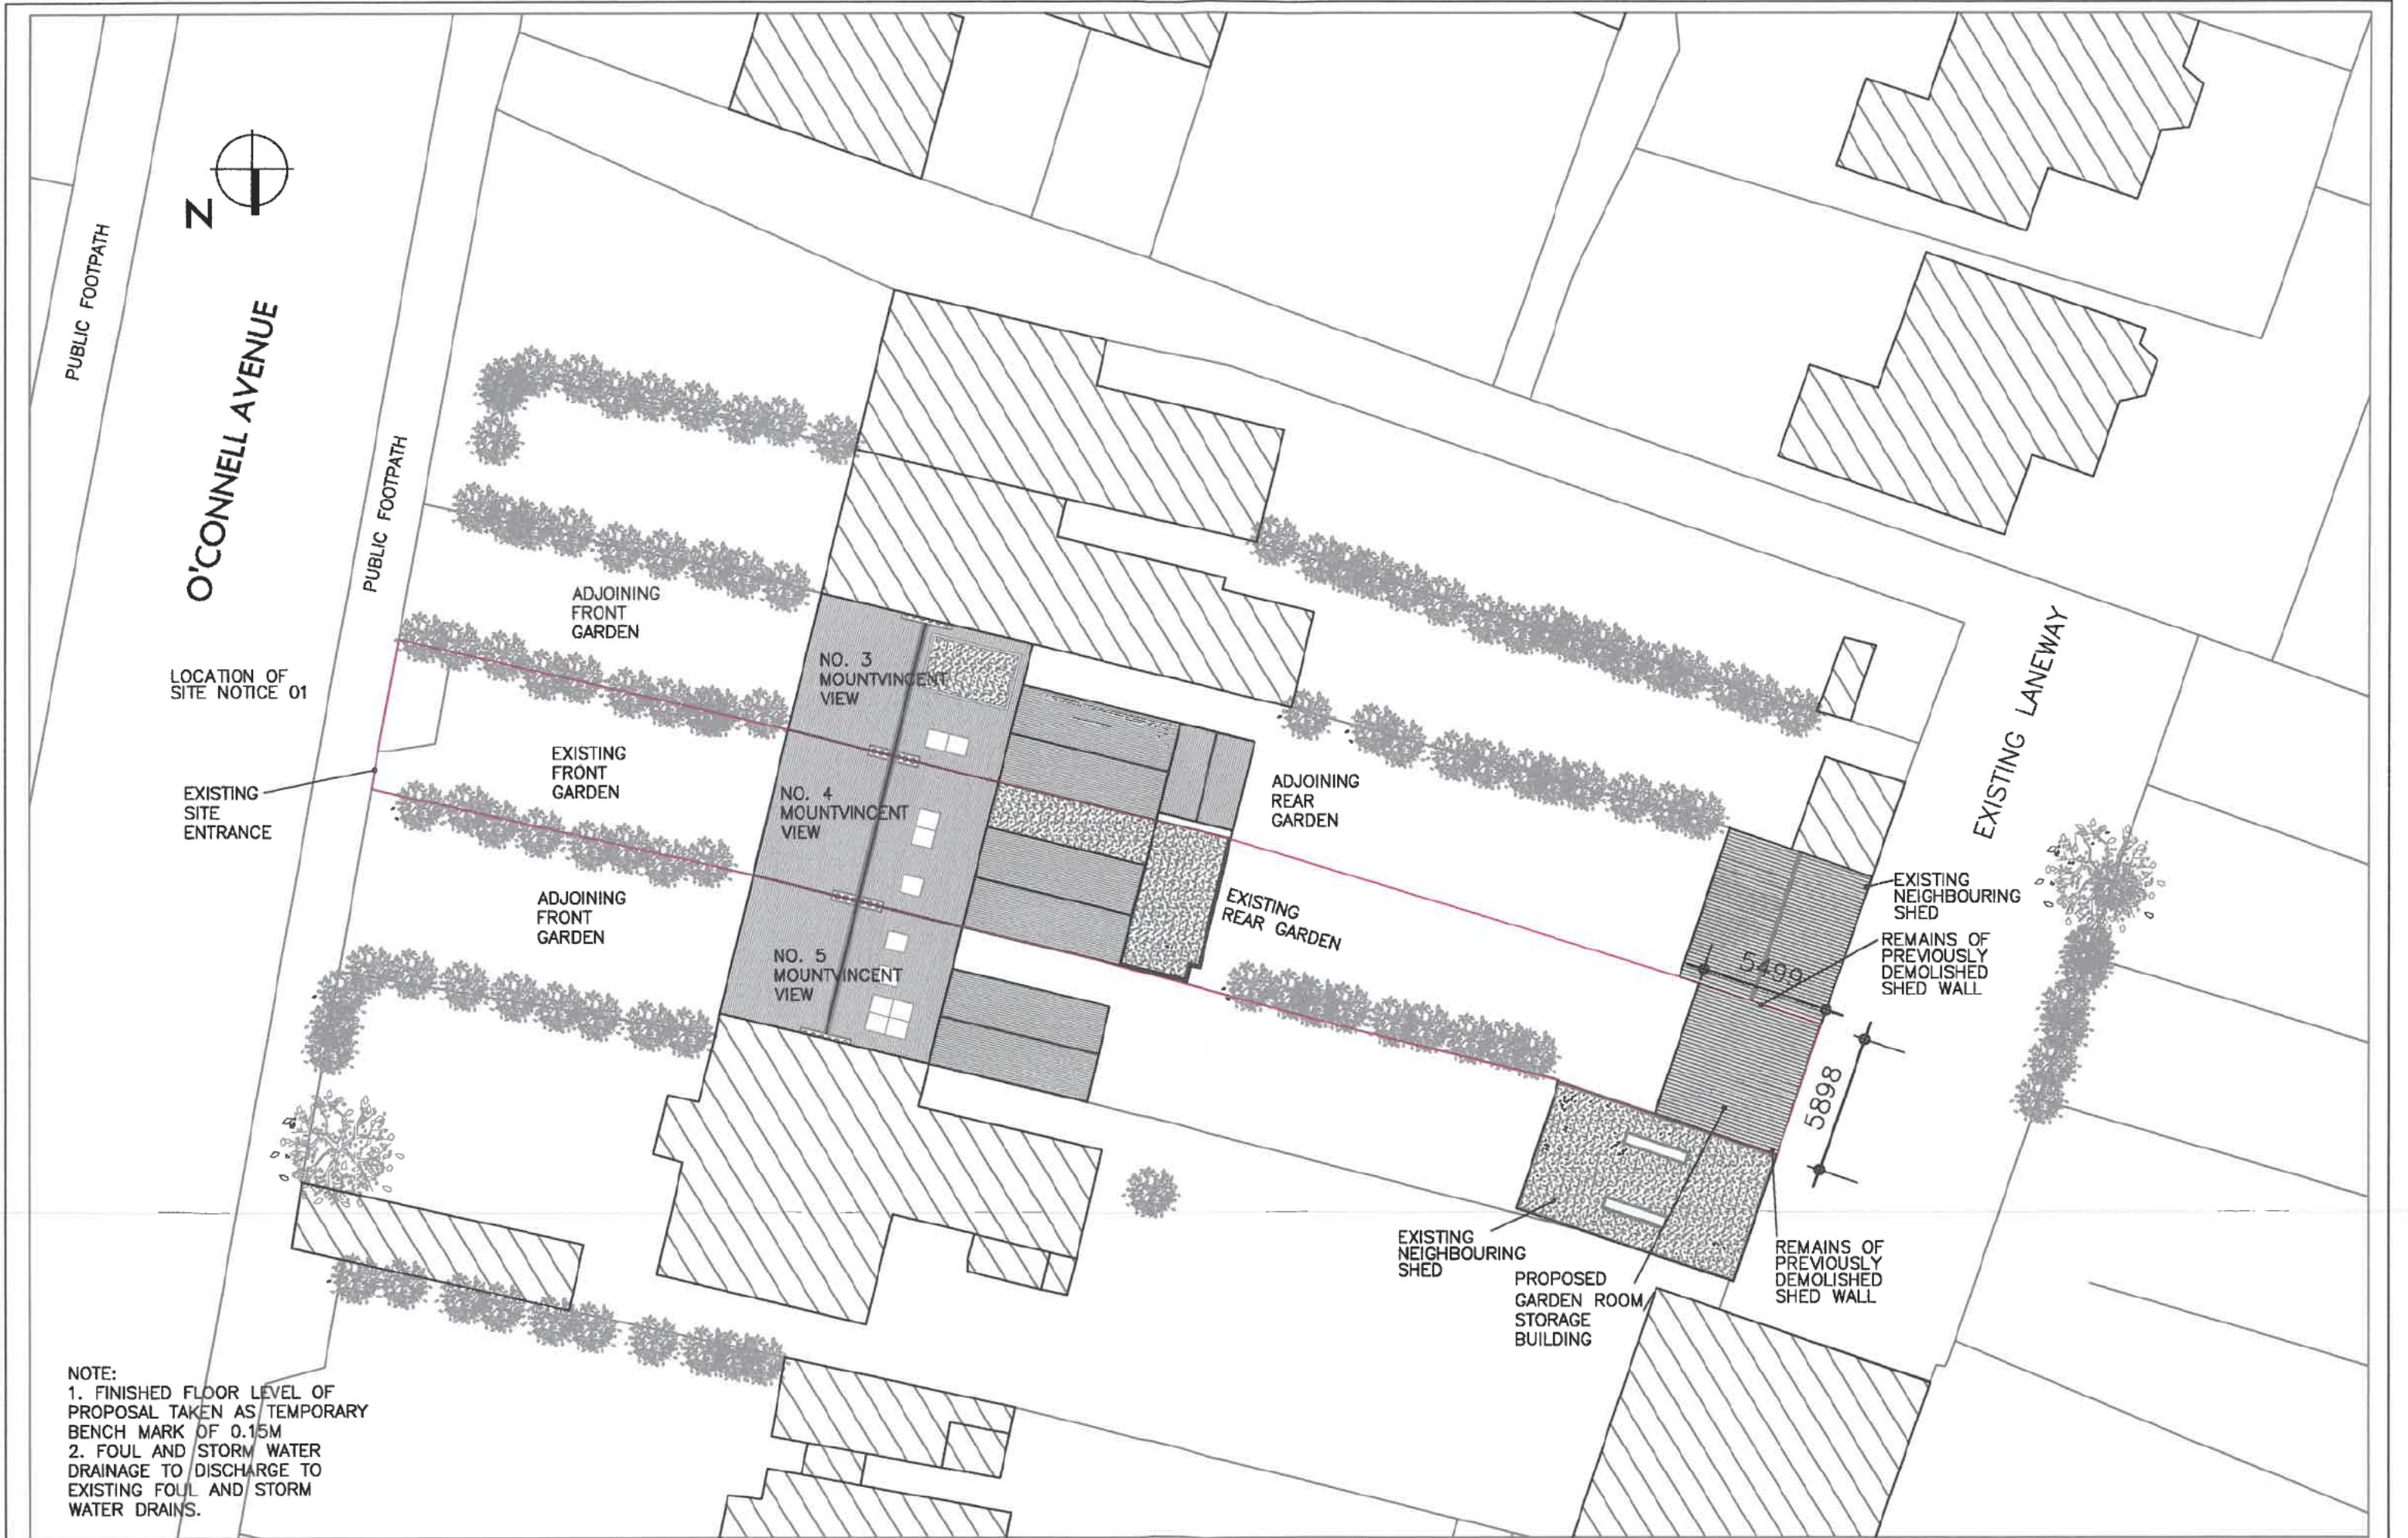 PUBLIC FOOTPATH
N
O'CONNELL AVENUE
PUBLIC FOOTPATH
LOCATION OF
SITE NOTICE 01
EXISTING
SITE
ENTRANCE
ADJOINING
FRONT
GARDEN
EXISTING
FRONT
GARDEN
ADJOINING
FRONT
GARDEN
NO. 3
MOUNTVINCENT
VIEW
NO. 4
MOUNTVINCENT
VIEW
NO. 5
MOUNTVINCENT
VIEW
ADJOINING
REAR
GARDEN
EXISTING
REAR GARDEN
EXISTING LANEWAY
EXISTING
NEIGHBOURING
SHED
REMAINS OF
PREVIOUSLY
DEMOLISHED
SHED WALL
5499
5898
EXISTING
NEIGHBOURING
SHED
PROPOSED
GARDEN ROOM
STORAGE
BUILDING
REMAINS OF
PREVIOUSLY
DEMOLISHED
SHED WALL
NOTE:
1. FINISHED FLOOR LEVEL OF
PROPOSAL TAKEN AS TEMPORARY
BENCH MARK OF 0.15M
2. FOUL AND STORM WATER
DRAINAGE TO DISCHARGE TO
EXISTING FOUL AND STORM
WATER DRAINS.